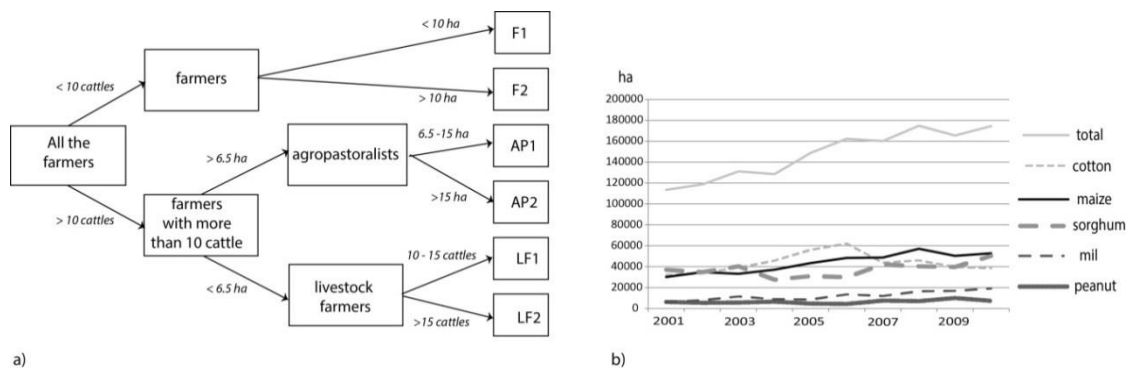 < 10 cattles
All the
farmers
> 10 cattles
farmers
< 10 ha
> 10 ha
F1
F2
> 6.5 ha
farmers
with more
than 10 cattle
< 6.5 ha
agropastoralists
6.5 -15 ha
>15 ha
AP1
AP2
livestock
farmers
10 - 15 cattles
>15 cattles
LF1
LF2
a)
ha
200000
180000
160000
140000
120000
100000
80000
60000
40000
20000
0
2001 2003 2005 2007 2009
total
cotton
maize
sorghum
mil
peanut
b)